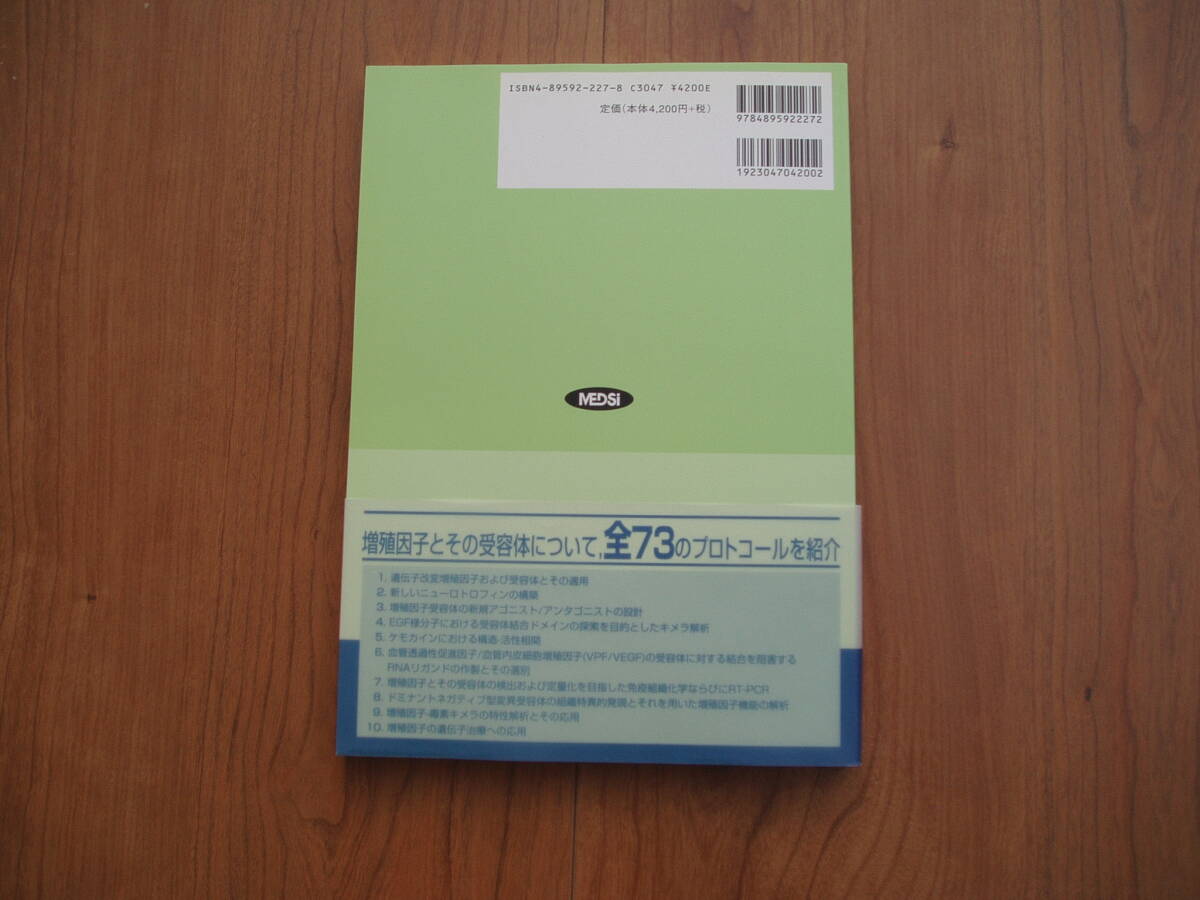 ISBN4-89592-227-8 C3047 ¥4200E
定価(本体4,200円+税)
9784895922272
1923047042002
MEDSi
増殖因子とその受容体について,全73のプロトコールを紹介
1. 遺伝子改変増殖因子および受容体とその適用
2. 新しいニューロトロフィンの構築
3. 増殖因子受容体の新規アゴニスト/アンタゴニストの設計
4. EGF様分子における受容体結合ドメインの探索を目的としたキメラ解析
5. ケモカインにおける構造-活性相関
6. 血管透過性促進因子/血管内皮細胞増殖因子(VPF/VEGF)の受容体に対する結合を阻害する
RNAリガンドの作製とその選別
7. 増殖因子とその受容体の検出および定量化を目指した免疫組織化学ならびにRT-PCR
8. ドミナントネガティブ型変異受容体の組織特異的発現とそれを用いた増殖因子機能の解析
9. 増殖因子-毒素キメラの特性解析とその応用
10. 増殖因子の遺伝子治療への応用